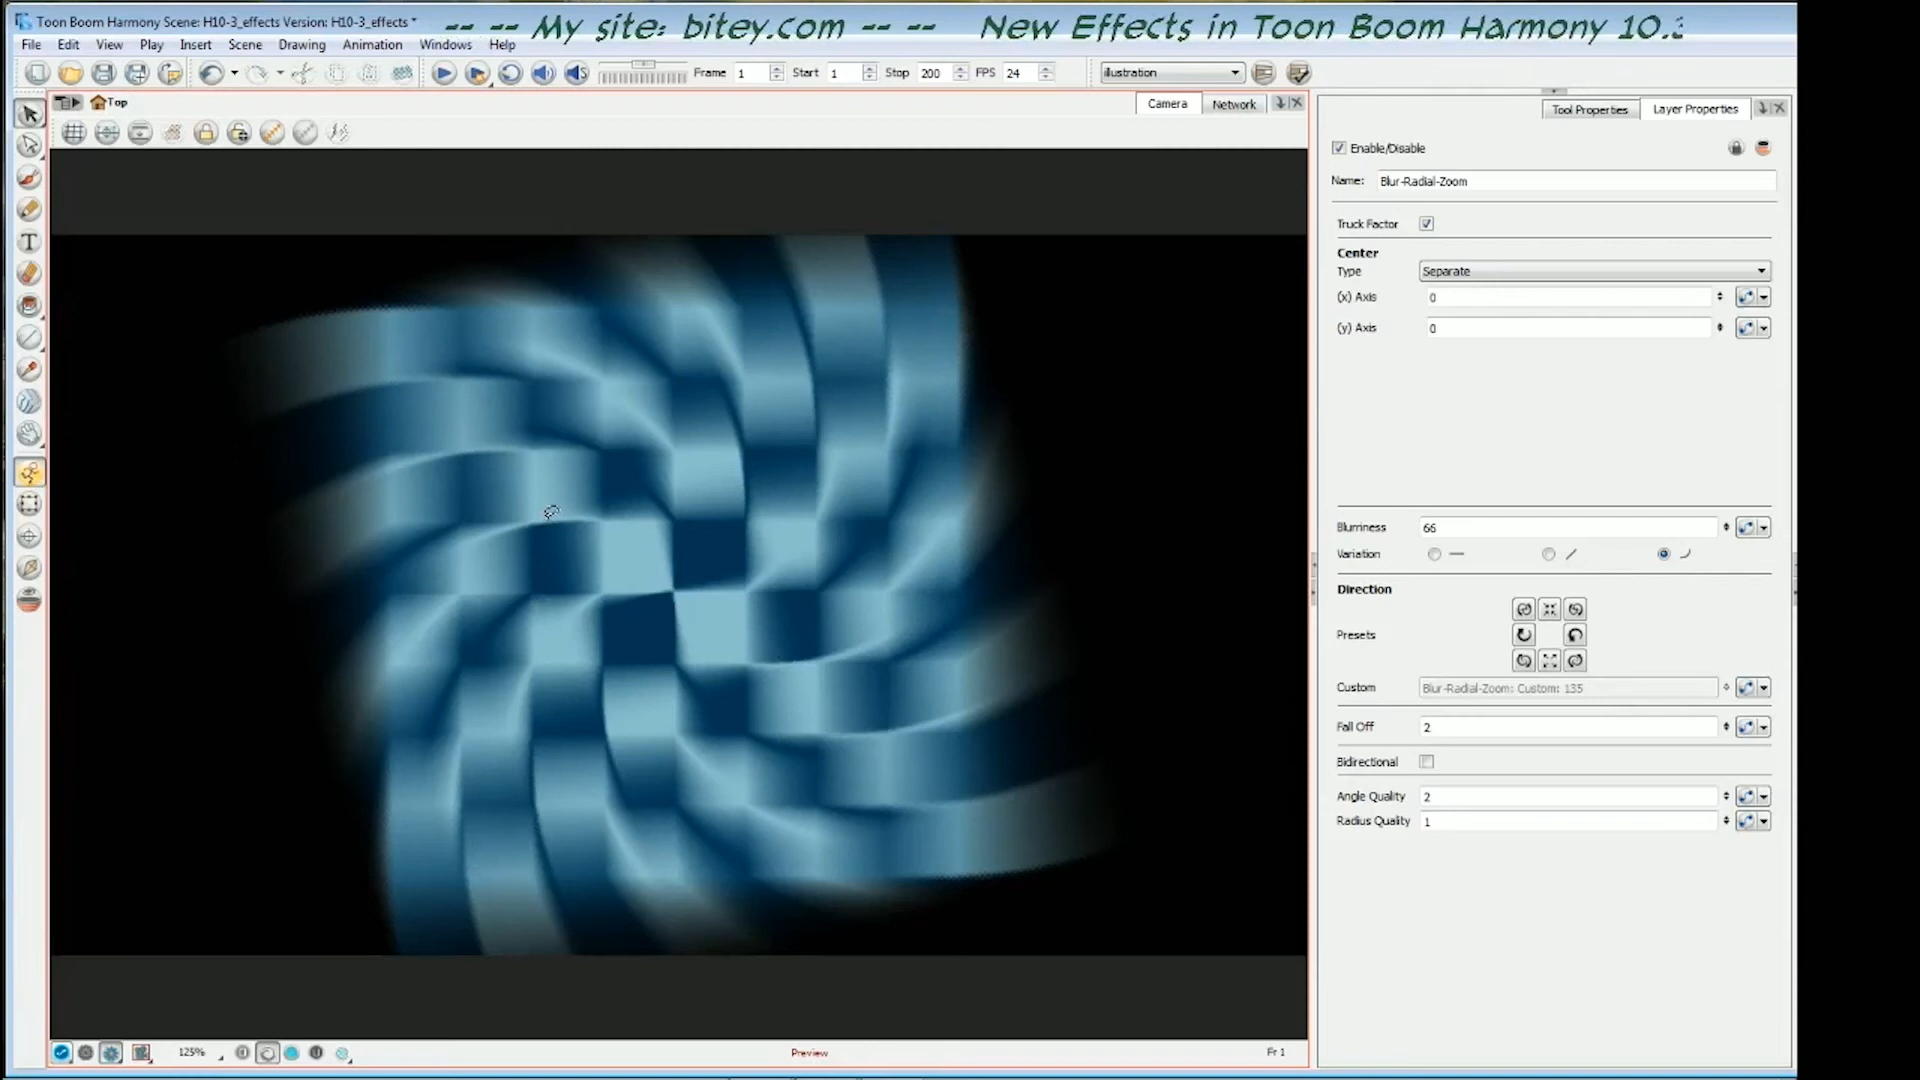 Toon Boom Harmony Scene: H10-3_effects Version: H10-3_effects *
-- -- My site: bitey.com -- -- New Effects in Toon Boom Harmony 10.3
File Edit View Play Insert Scene Drawing Animation Windows Help
Frame 1 Start 1 Stop 200 FPS 24 illustration
Top Camera Network
Tool Properties Layer Properties
Enable/Disable
Name: Blur-Radial-Zoom
Truck Factor
Center
Type Separate
(x) Axis 0
(y) Axis 0
Blurriness 66
Variation
Direction
Presets
Custom Blur-Radial-Zoom: Custom: 135
Fall Off 2
Bidirectional
Angle Quality 2
Radius Quality 1
125% Preview Fr 1